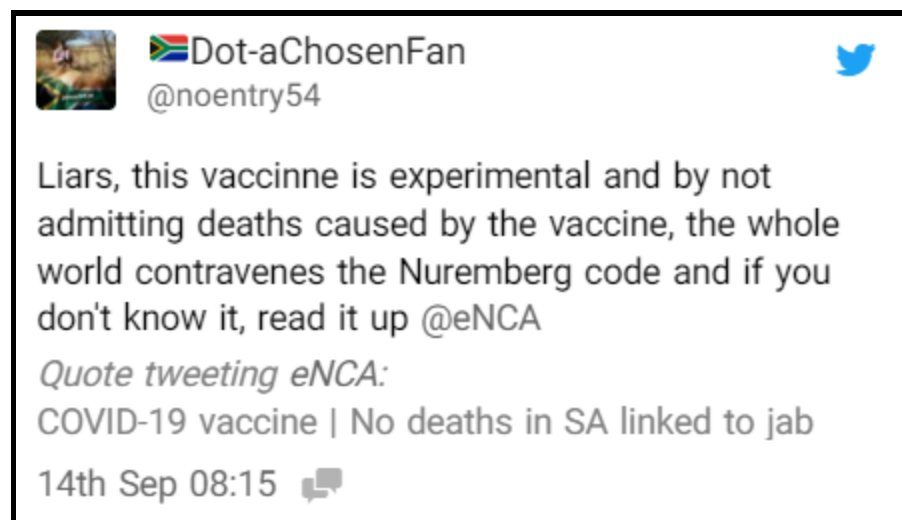 🇿🇦Dot-aChosenFan
@noentry54
Liars, this vaccinne is experimental and by not
admitting deaths caused by the vaccine, the whole
world contravenes the Nuremberg code and if you
don't know it, read it up @eNCA
Quote tweeting eNCA:
COVID-19 vaccine | No deaths in SA linked to jab
14th Sep 08:15